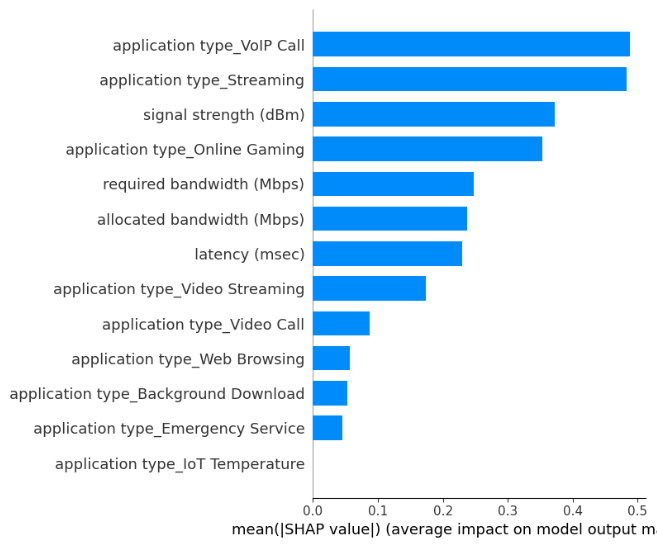 application type_VoIP Call
application type_Streaming
signal strength (dBm)
application type_Online Gaming
required bandwidth (Mbps)
allocated bandwidth (Mbps)
latency (msec)
application type_Video Streaming
application type_Video Call
application type_Web Browsing
application type_Background Download
application type_Emergency Service
application type_IoT Temperature
0.0 0.1 0.2 0.3 0.4 0.5
mean(|SHAP value|) (average impact on model output ma